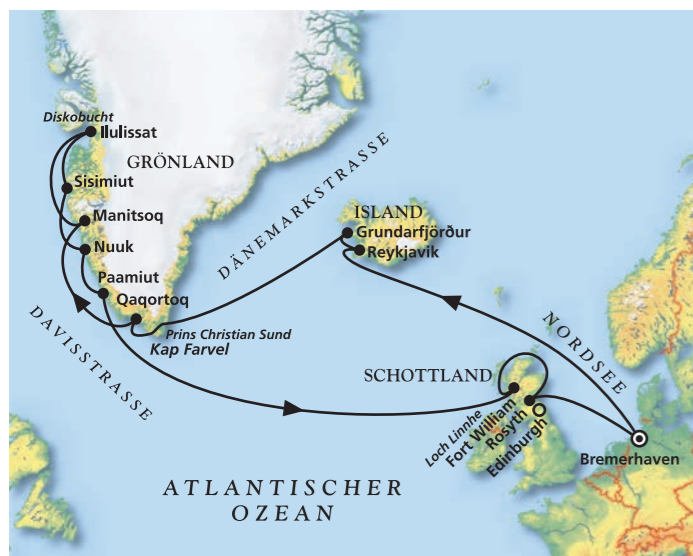 Diskobucht
Ilulissat
GRÖNLAND
Sisimiut
Manitsoq
Nuuk
Paamiut
Qaqortoq
Prins Christian Sund
Kap Farvel
DAVISSTRASSE
DÄNEMARKSTRASSE
ISLAND
Grundarfjörður
Reykjavik
NORDSEE
SCHOTTLAND
Loch Linnhe
Fort William
Rosyth
Edinburgh
Bremerhaven
ATLANTISCHER
OZEAN